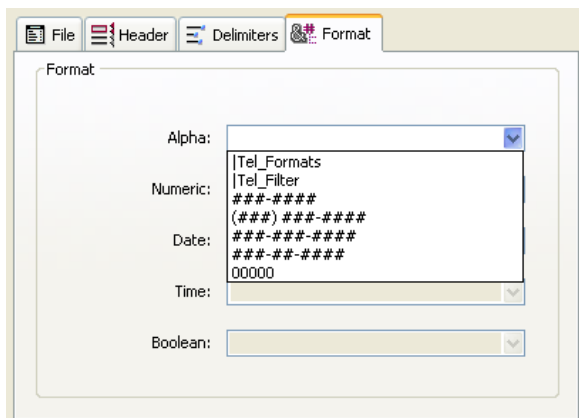 File Header Delimiters Format
Format
Alpha:
|Tel_Formats
|Tel_Filter
Numeric:
###-####
(###) ###-####
Date:
###-###-####
###-##-####
00000
Time:
Boolean: